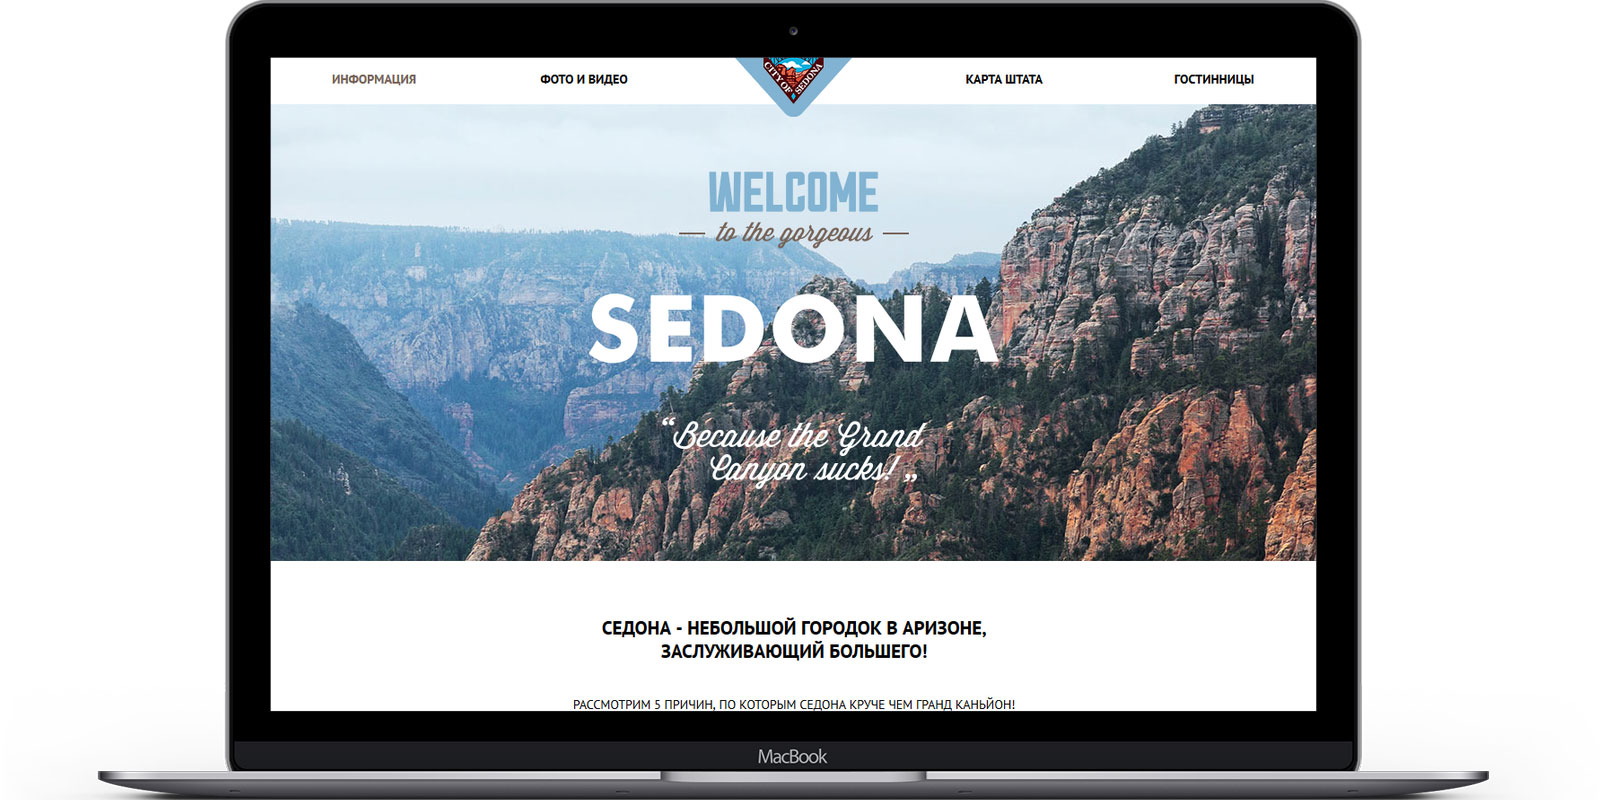 ИНФОРМАЦИЯ
ФОТО И ВИДЕО
CITY OF SEDONA
КАРТА ШТАТА
ГОСТИННИЦЫ
WELCOME
to the gorgeous
SEDONA
“Because the Grand
Canyon sucks!„
СЕДОНА - НЕБОЛЬШОЙ ГОРОДОК В АРИЗОНЕ,
ЗАСЛУЖИВАЮЩИЙ БОЛЬШЕГО!
РАССМОТРИМ 5 ПРИЧИН, ПО КОТОРЫМ СЕДОНА КРУЧЕ ЧЕМ ГРАНД КАНЬЙОН!
MacBook